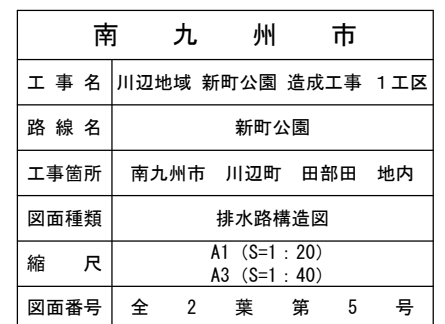 南九州市
工事名 川辺地域 新町公園 造成工事 1工区
路線名 新町公園
工事箇所 南九州市 川辺町 田部田 地内
図面種類 排水路構造図
縮尺 A1 (S=1:20)
A3 (S=1:40)
図面番号 全 2 葉 第 5 号